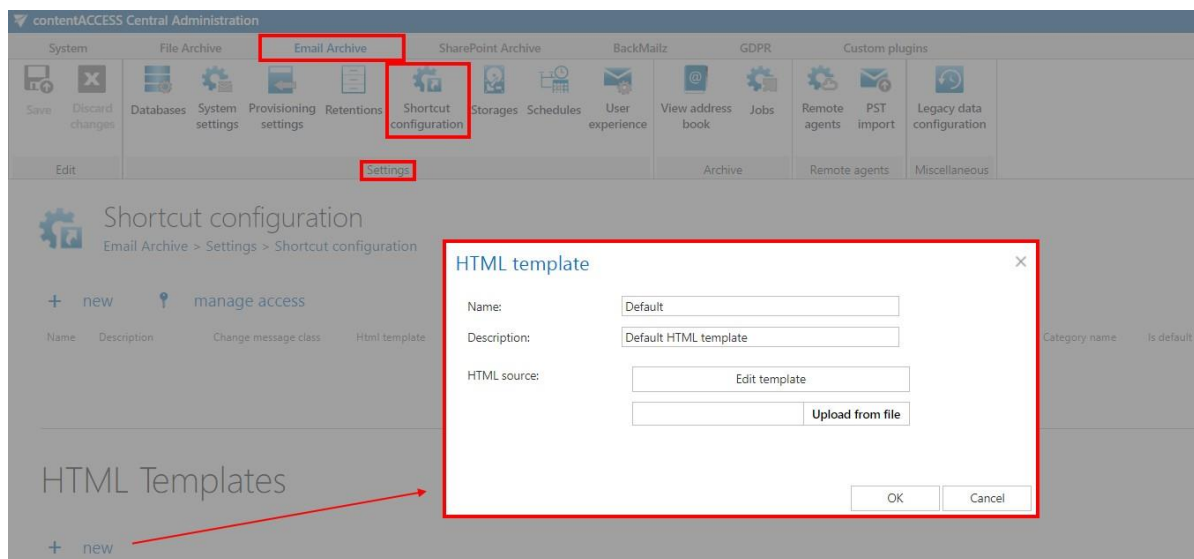 contentACCESS Central Administration
System File Archive Email Archive SharePoint Archive BackMailz GDPR Custom plugins
Save Discard changes Databases System settings Provisioning settings Retentions Shortcut configuration Storages Schedules User experience View address book Jobs Remote agents PST import Legacy data configuration
Edit Settings Archive Remote agents Miscellaneous
Shortcut configuration
Email Archive > Settings > Shortcut configuration
+ new manage access
Name Description Change message class Html template Category name Is default
HTML template
Name: Default
Description: Default HTML template
HTML source: Edit template
Upload from file
OK Cancel
HTML Templates
+ new